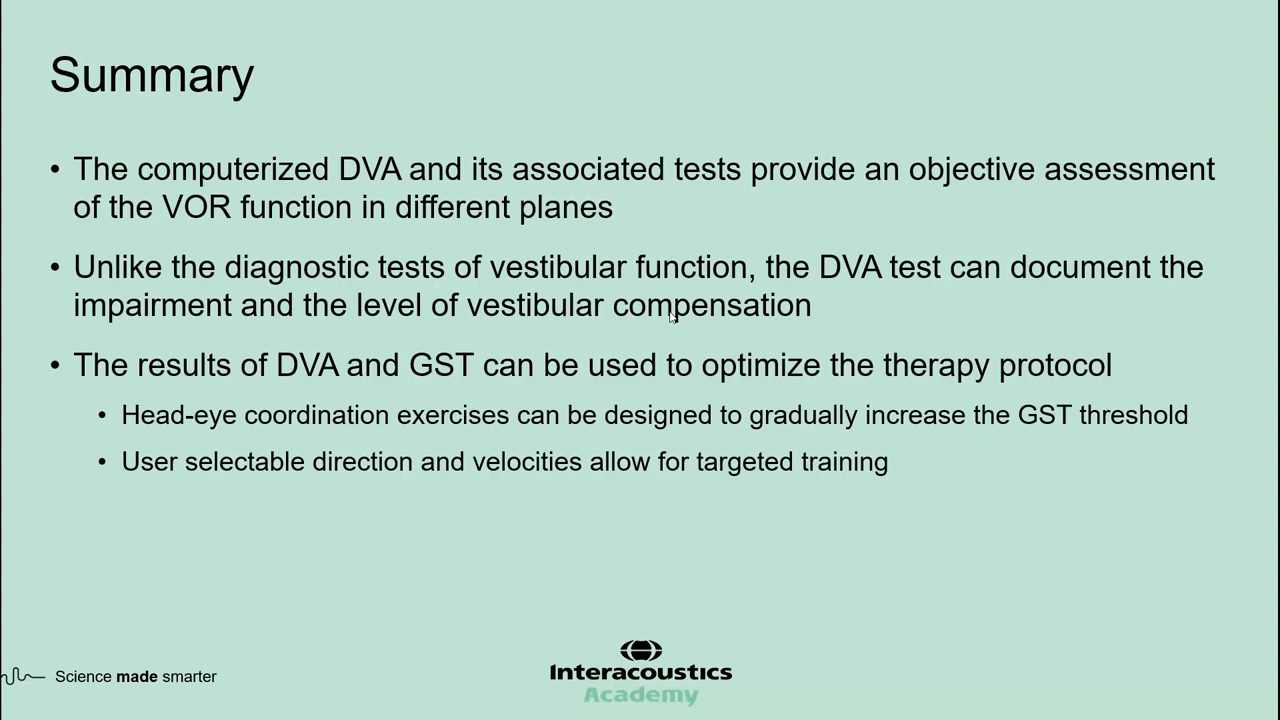 Summary
• The computerized DVA and its associated tests provide an objective assessment
of the VOR function in different planes
• Unlike the diagnostic tests of vestibular function, the DVA test can document the
impairment and the level of vestibular compensation
• The results of DVA and GST can be used to optimize the therapy protocol
• Head-eye coordination exercises can be designed to gradually increase the GST threshold
• User selectable direction and velocities allow for targeted training
Science made smarter
Interacoustics
Academy